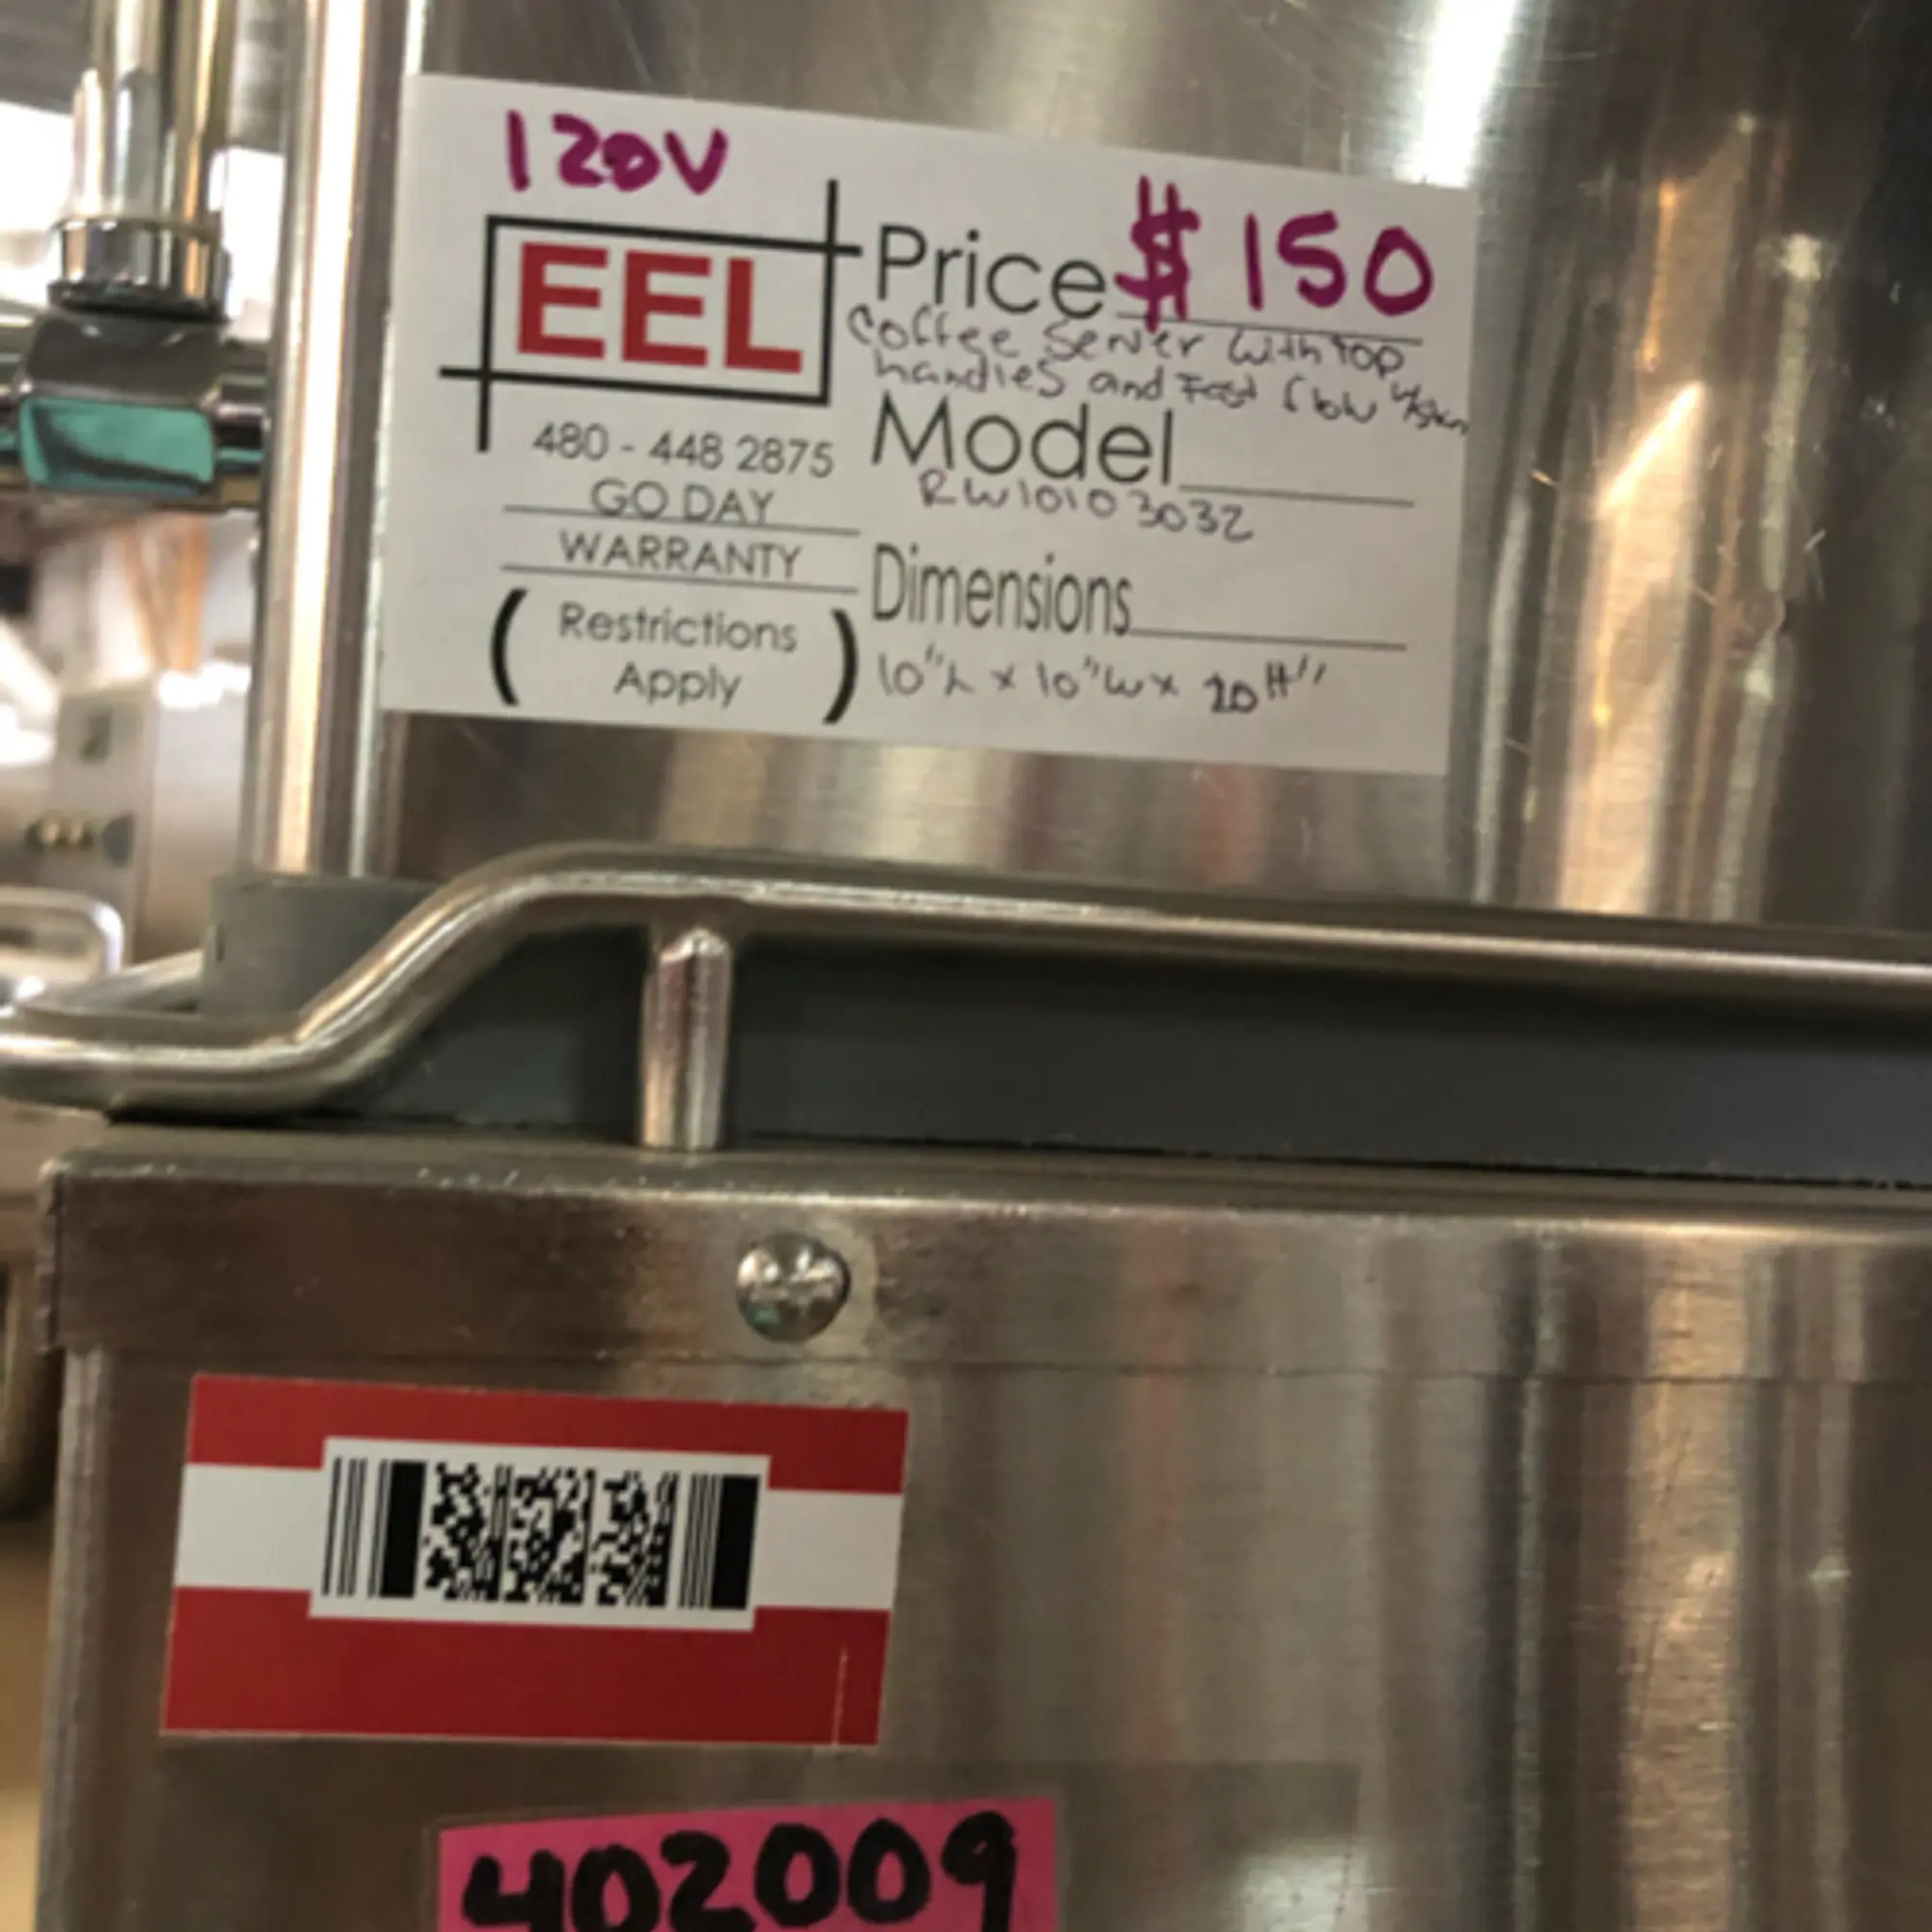 120V
EEL
480 - 448 2875
GO DAY
WARRANTY
( Restrictions
Apply )
Price $150
Coffee Server with top
handles and Fast flow
Model
RW10103032
Dimensions
10"L x 10"W x 20H"
402009